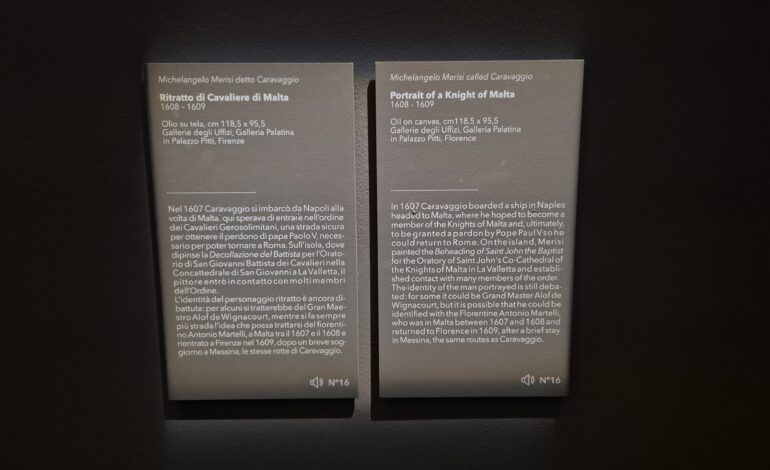 Michelangelo Merisi detto Caravaggio
Ritratto di Cavaliere di Malta
1608 - 1609
Olio su tela, cm 118,5 x 95,5
Gallerie degli Uffizi, Galleria Palatina
in Palazzo Pitti, Firenze
Nel 1607 Caravaggio si imbarcò da Napoli alla
volta di Malta. qui sperava di entraiè nell'ordine
dei Cavalieri Gerosolimitani, una strada sicura
per ottenere il perdono di papa Paolo V, neces-
sario per poter tornare a Roma. Sull'isola, dove
dipinse la Decollazione del Battista per l'Orato-
rio di San Giovanni Battista dei Cavalieri nella
Concattedrale di San Giovanni a La Valletta, il
pittore entrò in contatto con molti membri
dell'Ordine.
L'identità del personaggio ritratto è ancora di-
battuta: per alcuni si tratterebbe del Gran Mae-
stro Alof de Wignacourt, mentre si fa sempre
più strada l'idea che possa trattarsi del fiorenti-
no Antonio Martelli, a Malta tra il 1607 e il 1608 e
rientrato a Firenze nel 1609, dopo un breve sog-
giorno a Messina, le stesse rotte di Caravaggio.
N°16
Michelangelo Merisi called Caravaggio
Portrait of a Knight of Malta
1608 - 1609
Oil on canvas, cm118,5 x 95,5
Gallerie degli Uffizi, Galleria Palatina
in Palazzo Pitti, Florence
In 1607 Caravaggio boarded a ship in Naples
headed to Malta, where he hoped to become a
member of the Knights of Malta and, ultimately,
to be granted a pardon by Pope Paul V so he
could return to Rome. On the island, Merisi
painted the Beheading of Saint John the Baptist
for the Oratory of Saint John's Co-Cathedral of
the Knights of Malta in La Valletta and establi-
shed contact with many members of the order.
The identity of the man portrayed is still deba-
ted: for some it could be Grand Master Alof de
Wignacourt, but it is possible that he could be
identified with the Florentine Antonio Martelli,
who was in Malta between 1607 and 1608 and
returned to Florence in 1609, after a brief stay
in Messina, the same routes as Caravaggio.
N°16